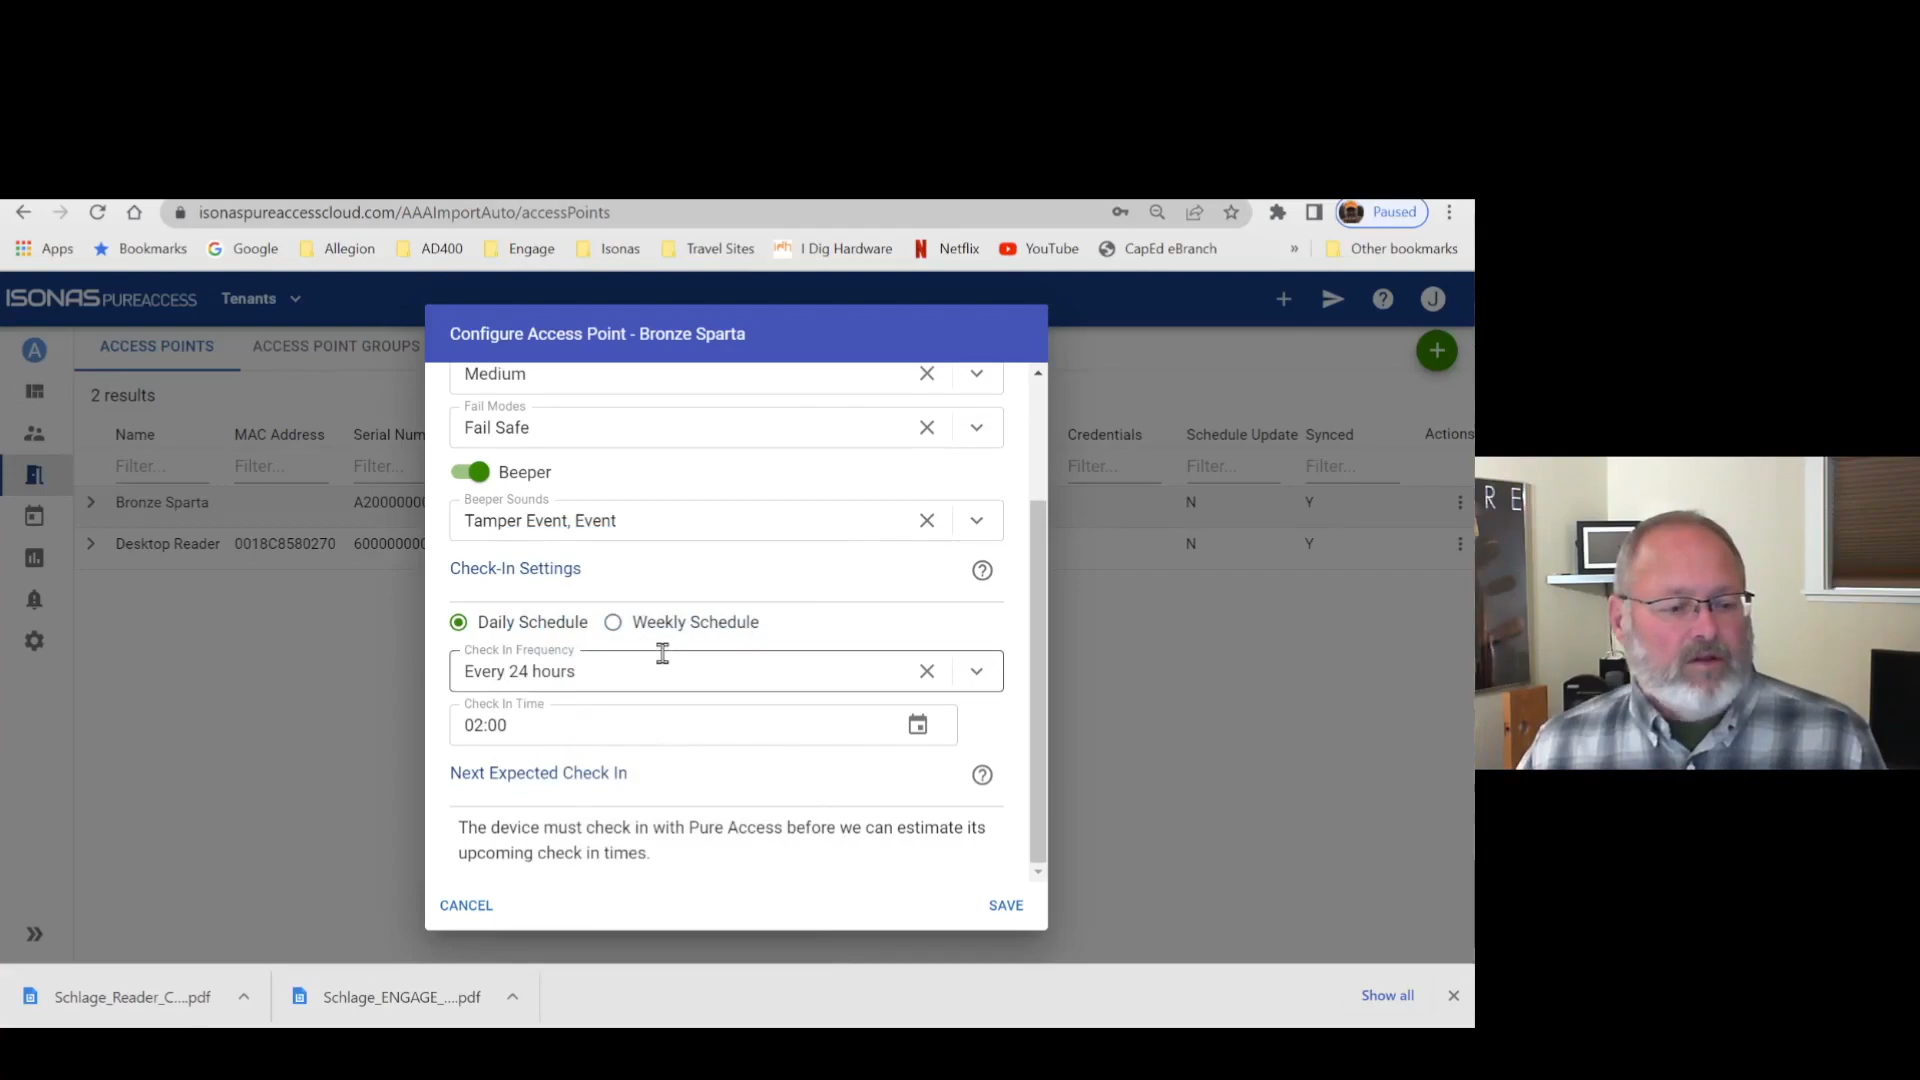 isonaspureaccesscloud.com/AAAImportAuto/accessPoints
Paused
Apps
Bookmarks
Google
Allegion
AD400
Engage
Isonas
Travel Sites
I Dig Hardware
Netflix
YouTube
CapEd eBranch
»
Other bookmarks
ISONAS PUREACCESS
Tenants
J
A
ACCESS POINTS
ACCESS POINT GROUPS
2 results
Name
MAC Address
Serial Num
Credentials
Schedule Update
Synced
Actions
Filter...
Filter...
Filter...
Filter...
Filter...
Filter...
Bronze Sparta
A20000000
N
Y
Desktop Reader
0018C8580270
600000000
N
Y
Configure Access Point - Bronze Sparta
Medium
Fail Modes
Fail Safe
Beeper
Beeper Sounds
Tamper Event, Event
Check-In Settings
Daily Schedule
Weekly Schedule
Check In Frequency
Every 24 hours
Check In Time
02:00
Next Expected Check In
The device must check in with Pure Access before we can estimate its
upcoming check in times.
CANCEL
SAVE
Schlage_Reader_C....pdf
Schlage_ENGAGE_....pdf
Show all
R E